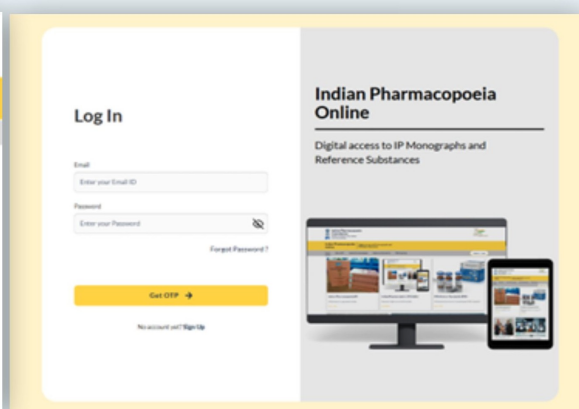 Log In
Email
Enter your Email ID
Password
Enter your Password
Forgot Password ?
Get OTP →
No account yet? Sign Up
Indian Pharmacopoeia
Online
Digital access to IP Monographs and
Reference Substances